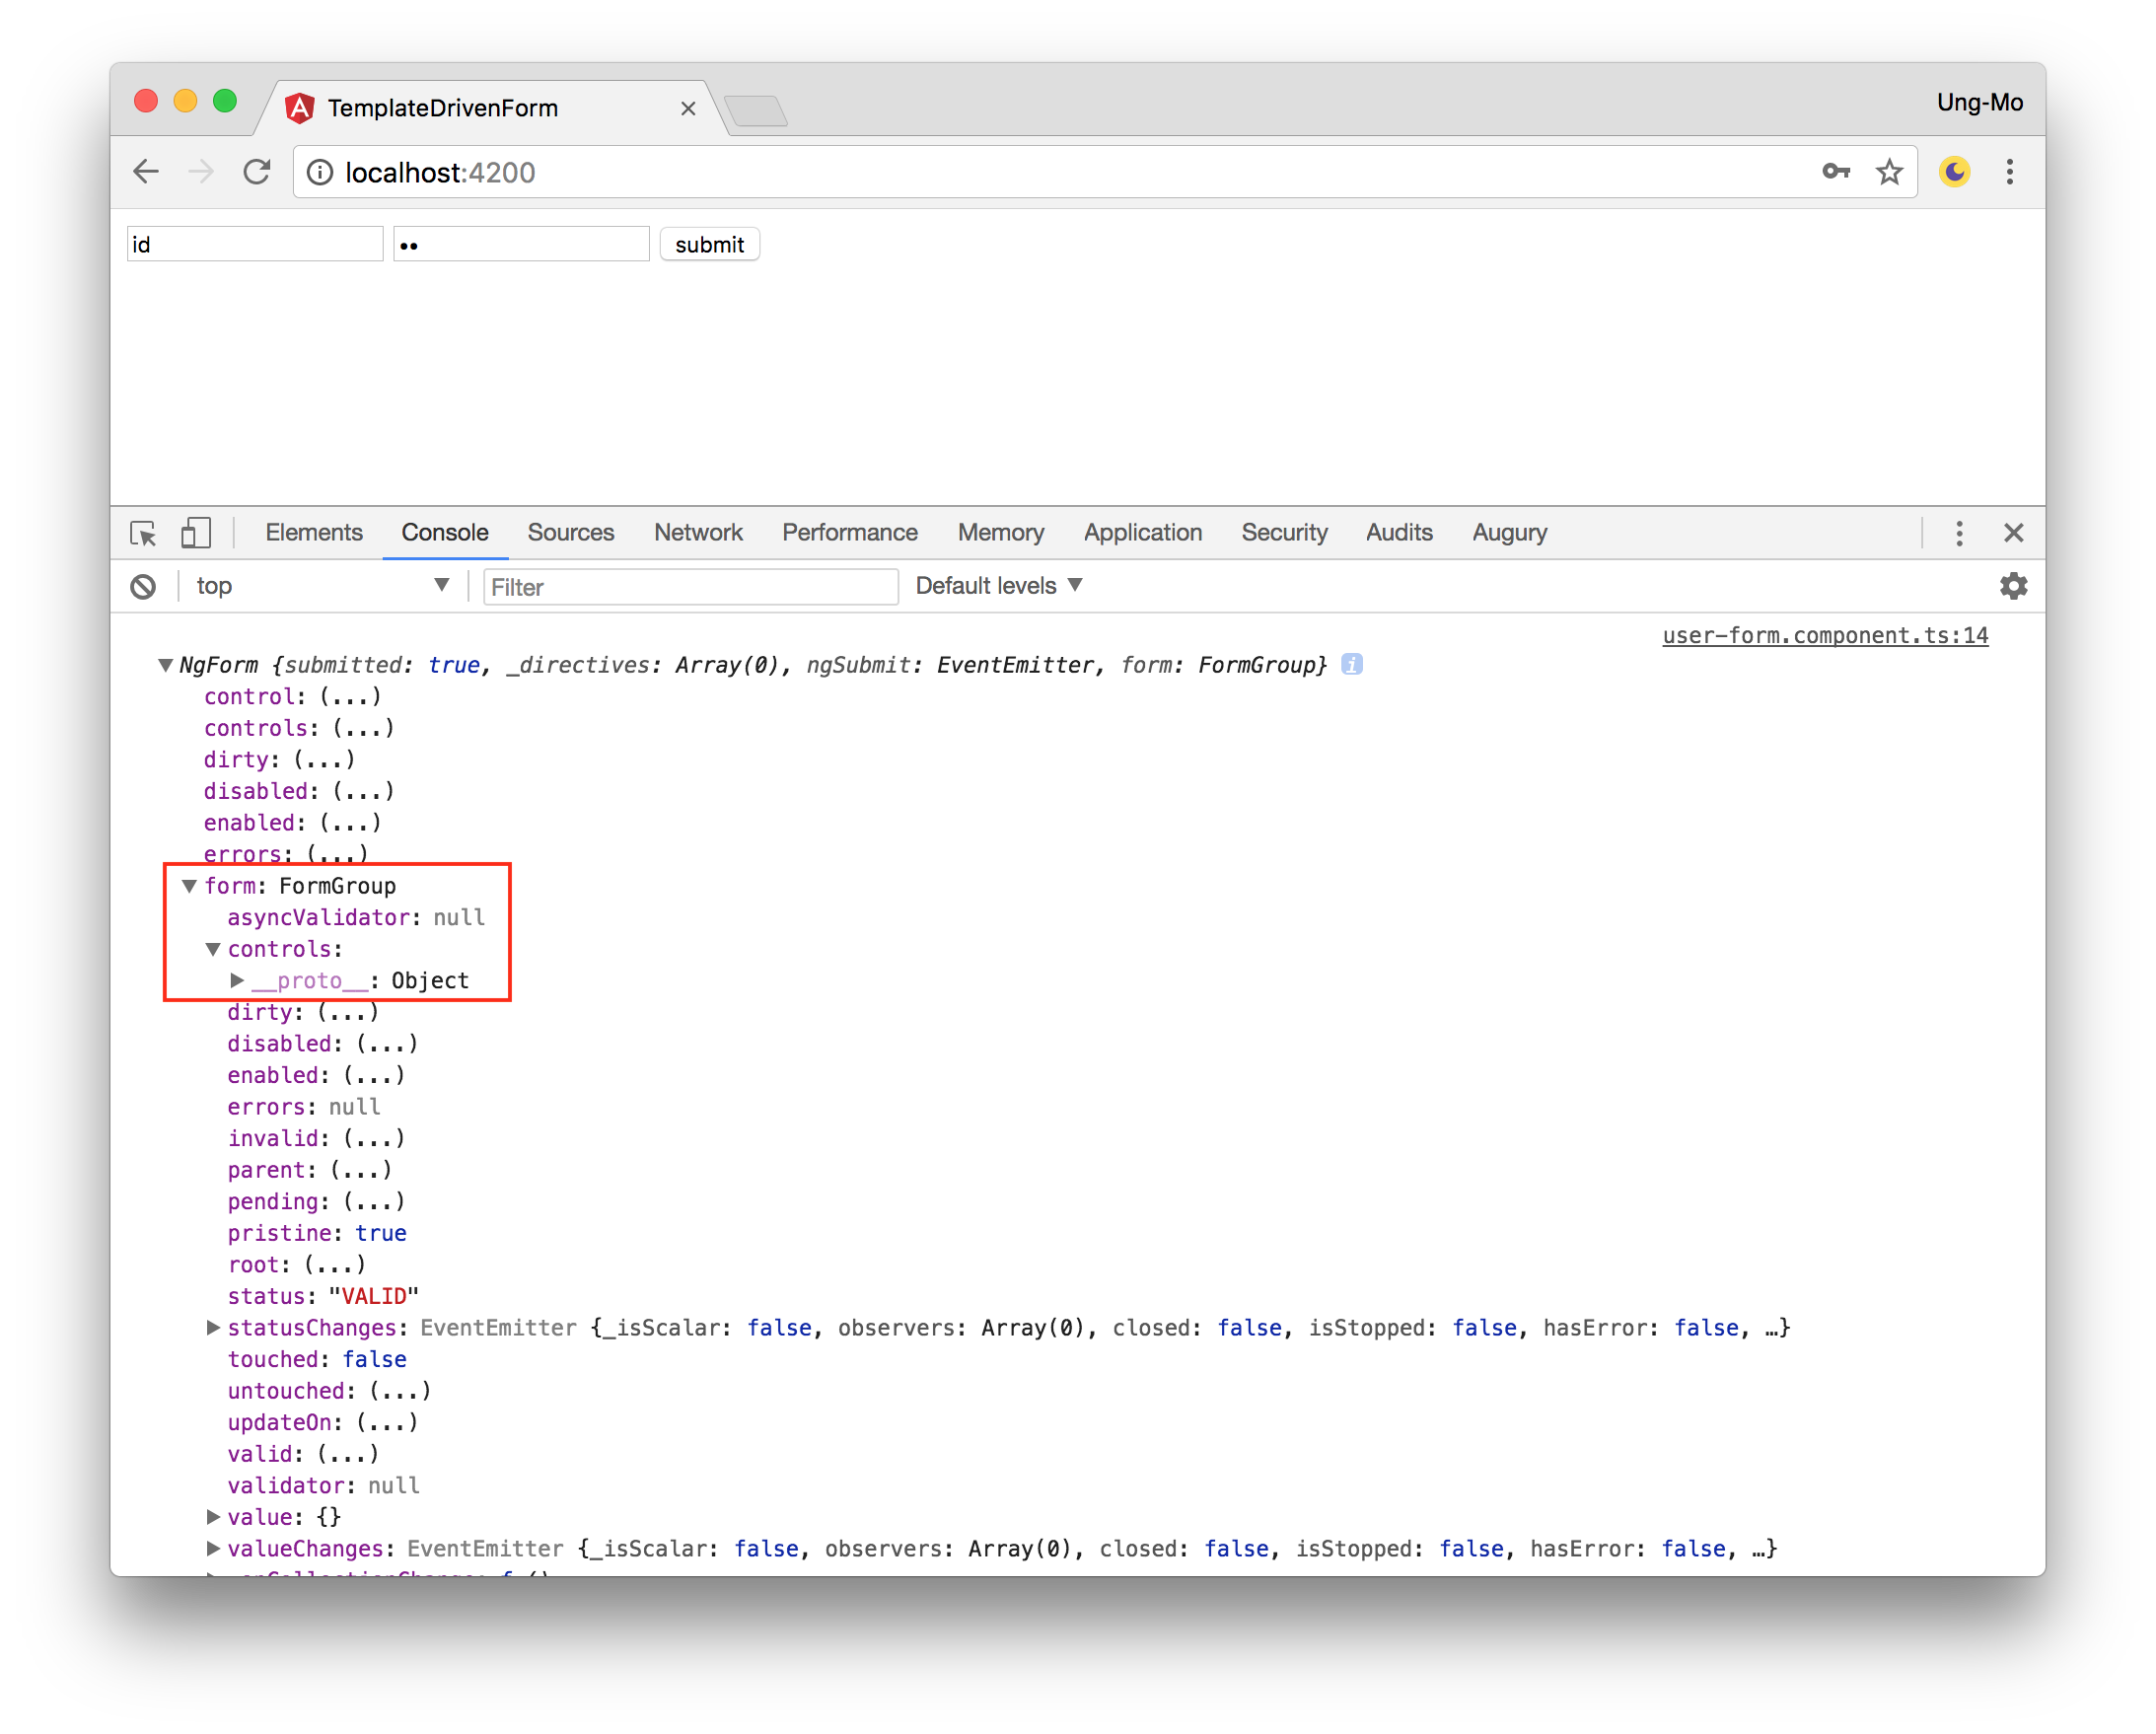 TemplateDrivenForm
Ung-Mo
localhost:4200
id
submit
Elements Console Sources Network Performance Memory Application Security Audits Augury
top Filter Default levels
user-form.component.ts:14
NgForm {submitted: true, _directives: Array(0), ngSubmit: EventEmitter, form: FormGroup}
control: (...)
controls: (...)
dirty: (...)
disabled: (...)
enabled: (...)
errors: (...)
form: FormGroup
asyncValidator: null
controls:
__proto__: Object
dirty: (...)
disabled: (...)
enabled: (...)
errors: null
invalid: (...)
parent: (...)
pending: (...)
pristine: true
root: (...)
status: "VALID"
statusChanges: EventEmitter {_isScalar: false, observers: Array(0), closed: false, isStopped: false, hasError: false, …}
touched: false
untouched: (...)
updateOn: (...)
valid: (...)
validator: null
value: {}
valueChanges: EventEmitter {_isScalar: false, observers: Array(0), closed: false, isStopped: false, hasError: false, …}